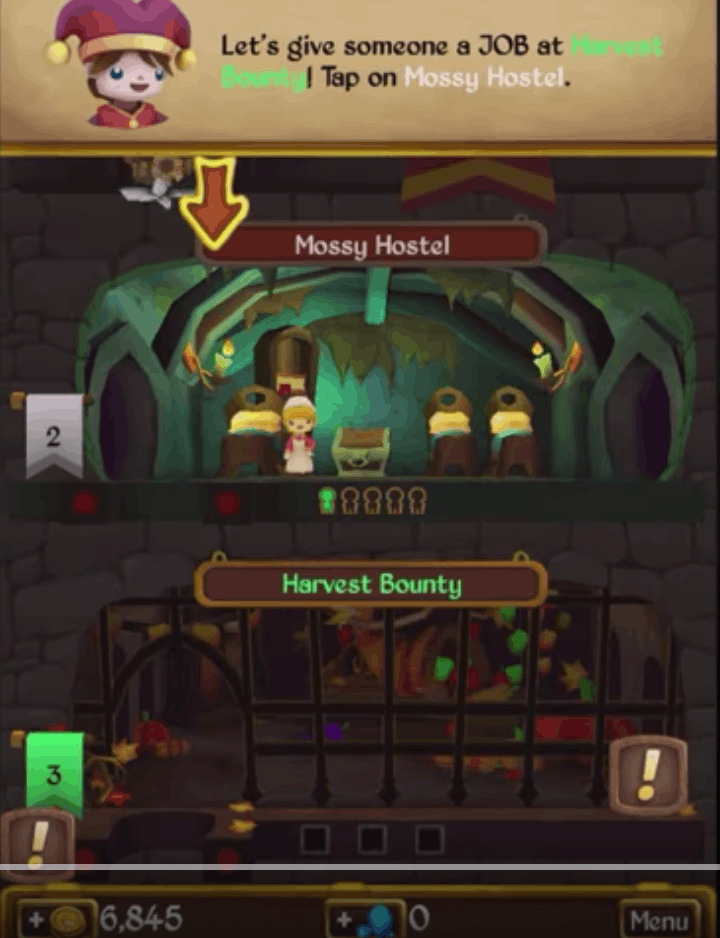 Let's give someone a JOB at Harvest
Bounty! Tap on Mossy Hostel.
Mossy Hostel
2
Harvest Bounty
3
!
!
+ 6,845
+ 0
Menu